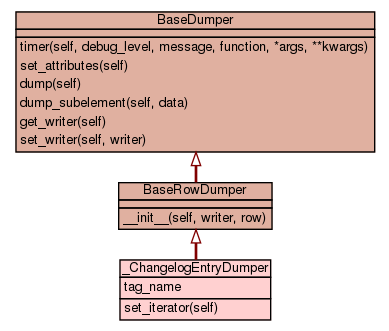 BaseDumper
timer(self, debug_level, message, function, *args, **kwargs)
set_attributes(self)
dump(self)
dump_subelement(self, data)
get_writer(self)
set_writer(self, writer)
BaseRowDumper
__init__(self, writer, row)
_ChangelogEntryDumper
tag_name
set_iterator(self)